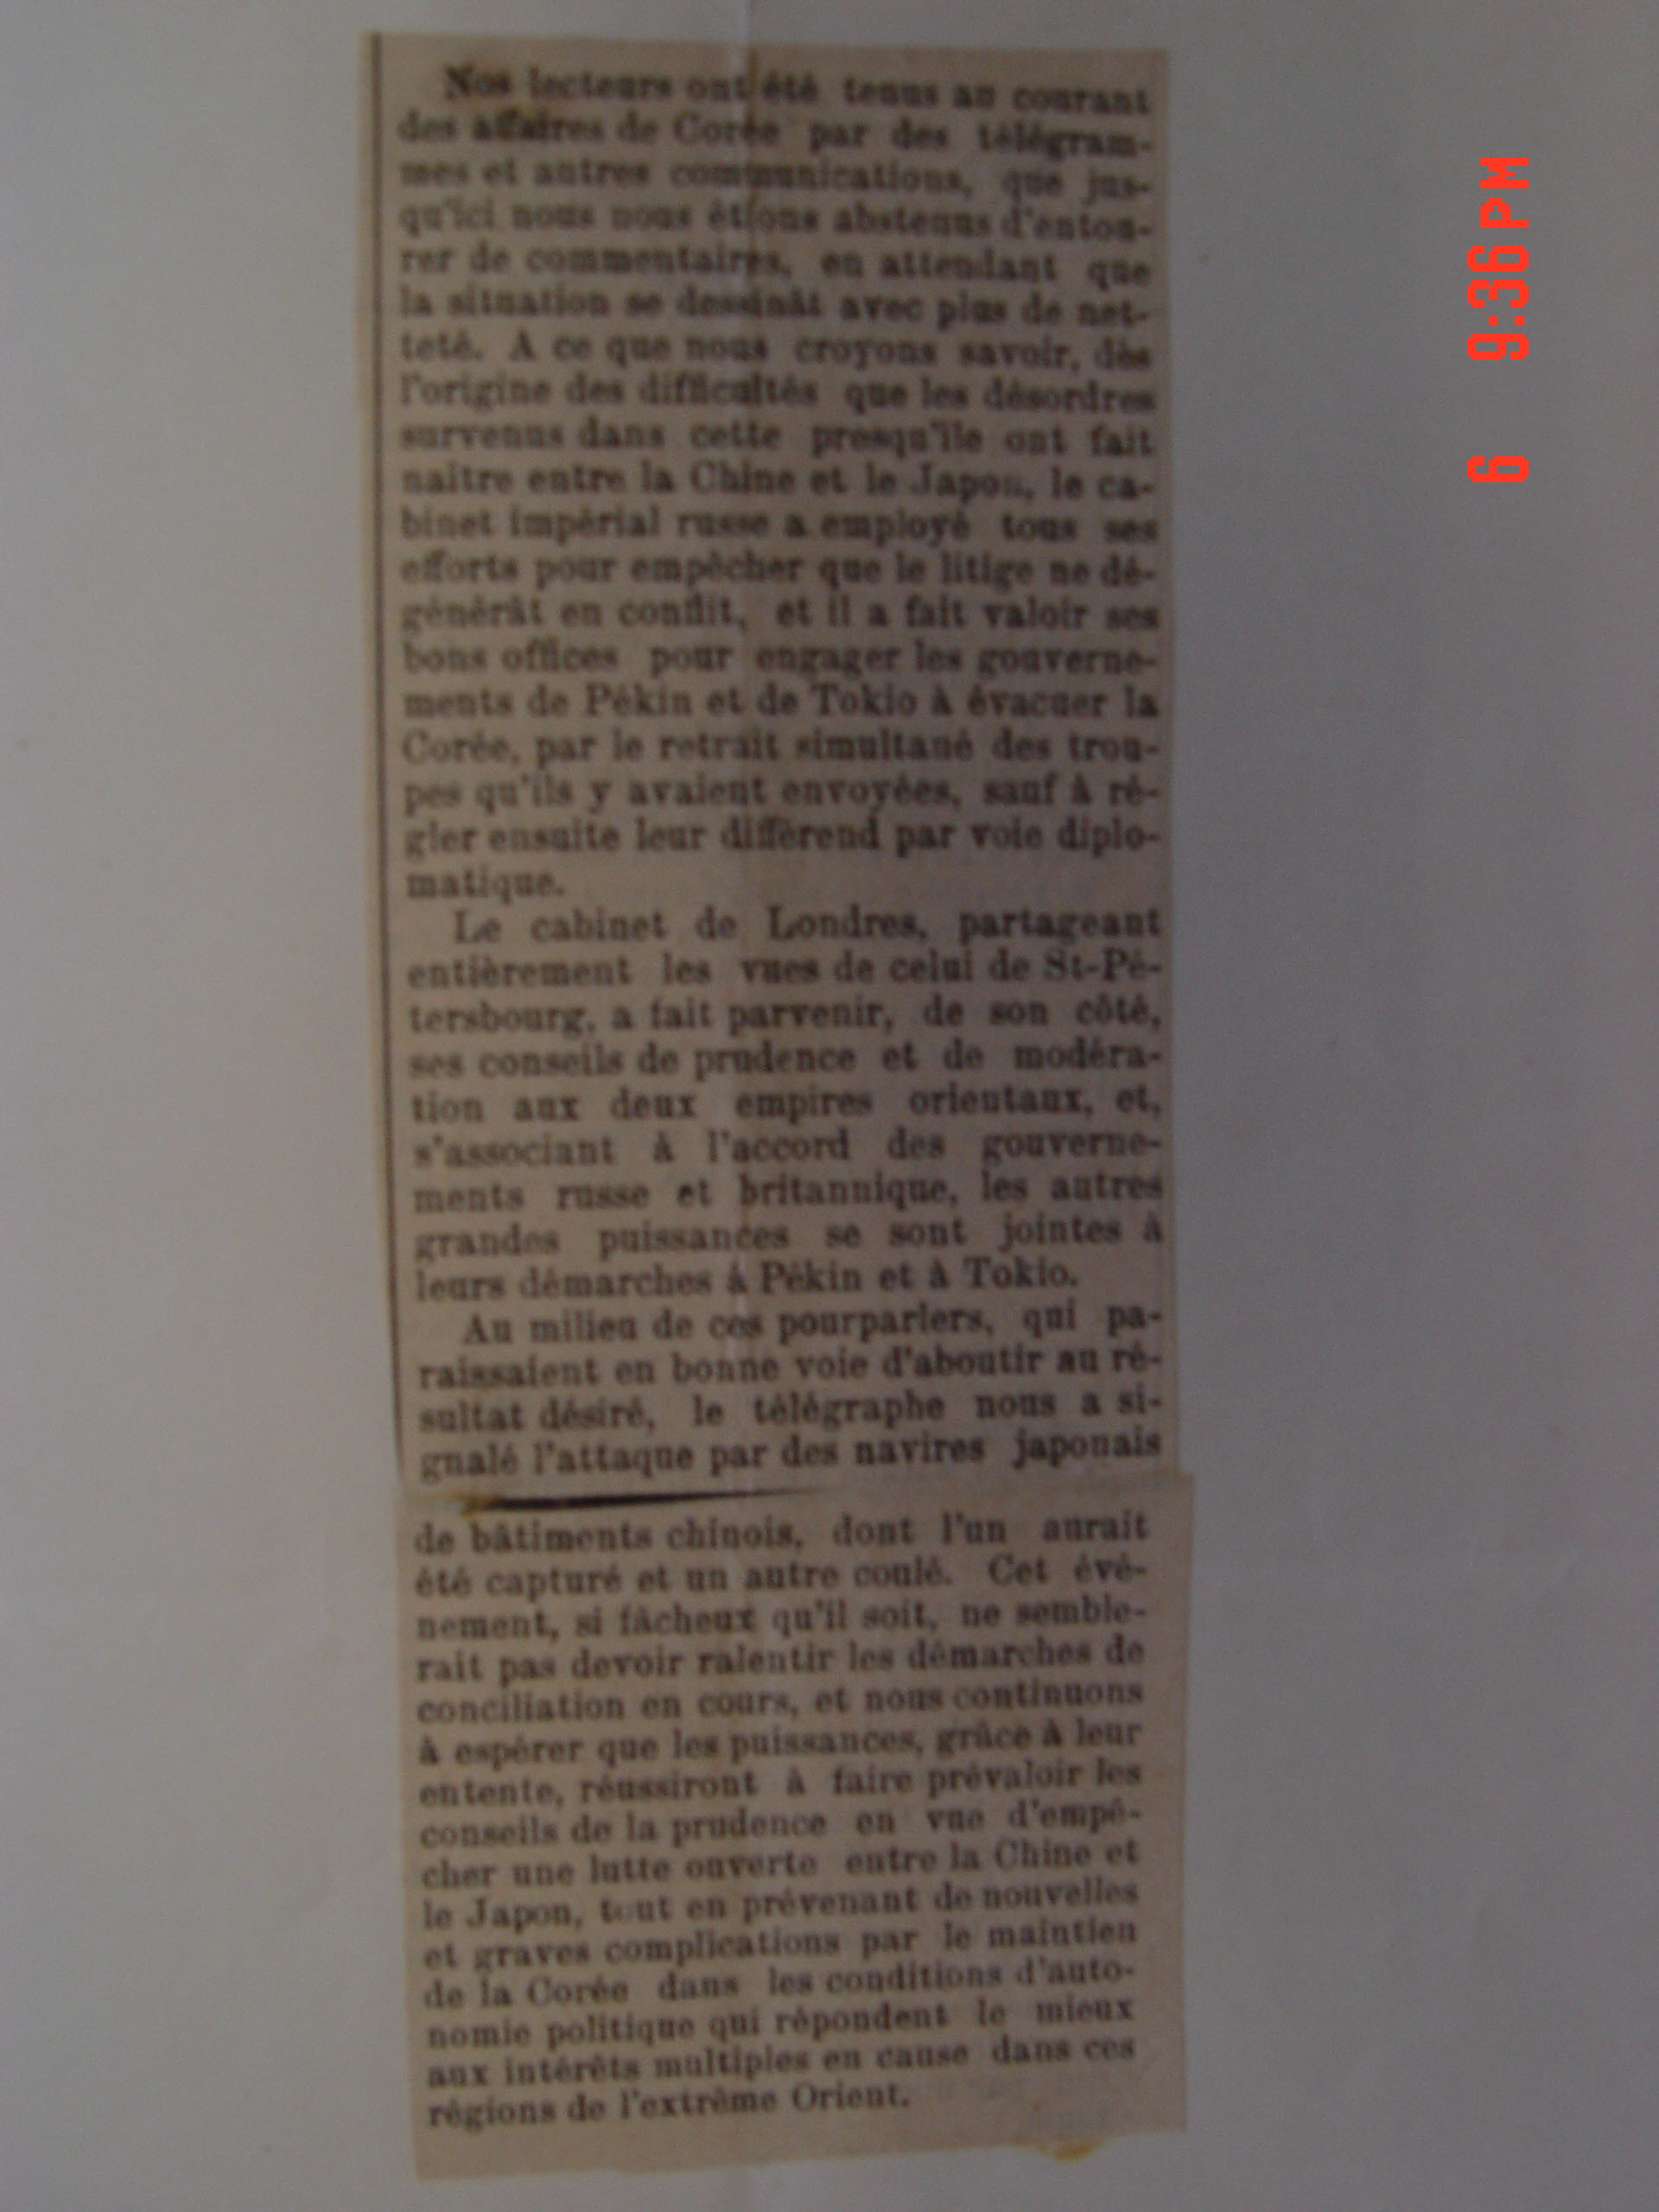 Nos lecteurs ont été tenus au courant
des affaires de Corée par des télégram-
mes et autres communications, que jus-
qu'ici nous nous étions abstenus d'entou-
rer de commentaires, en attendant que
la situation se dessinât avec plus de net-
teté. A ce que nous croyons savoir, dès
l'origine des difficultés que les désordres
survenus dans cette presqu'île ont fait
naître entre la Chine et le Japon, le ca-
binet impérial russe a employé tous ses
efforts pour empêcher que le litige ne dé-
générât en conflit, et il a fait valoir ses
bons offices pour engager les gouverne-
ments de Pékin et de Tokio à évacuer la
Corée, par le retrait simultané des trou-
pes qu'ils y avaient envoyées, sauf à ré-
gler ensuite leur différend par voie diplo-
matique.
Le cabinet de Londres, partageant
entièrement les vues de celui de St-Pé-
tersbourg, a fait parvenir, de son côté,
ses conseils de prudence et de modéra-
tion aux deux empires orientaux, et,
s'associant à l'accord des gouverne-
ments russe et britannique, les autres
grandes puissances se sont jointes à
leurs démarches à Pékin et à Tokio.
Au milieu de ces pourparlers, qui pa-
raissaient en bonne voie d'aboutir au ré-
sultat désiré, le télégraphe nous a si-
gnalé l'attaque par des navires japonais
de bâtiments chinois, dont l'un aurait
été capturé et un autre coulé. Cet évé-
nement, si fâcheux qu'il soit, ne semble-
rait pas devoir ralentir les démarches de
conciliation en cours, et nous continuons
à espérer que les puissances, grâce à leur
entente, réussiront à faire prévaloir les
conseils de la prudence en vue d'empê-
cher une lutte ouverte entre la Chine et
le Japon, tout en prévenant de nouvelles
et graves complications par le maintien
de la Corée dans les conditions d'auto-
nomie politique qui répondent le mieux
aux intérêts multiples en cause dans ces
régions de l'extrême Orient.
6 9:36PM